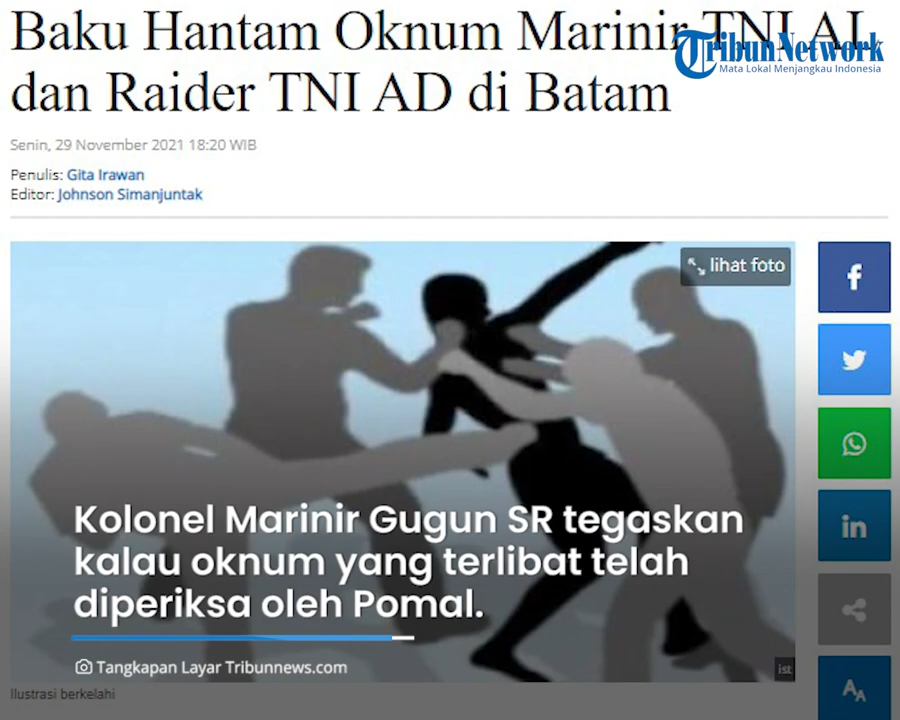 Baku Hantam Oknum Marinir TNI AL
TribunNetwork
Mata Lokal Menjangkau Indonesia
dan Raider TNI AD di Batam
Senin, 29 November 2021 18:20 WIB
Penulis: Gita Irawan
Editor: Johnson Simanjuntak
lihat foto
Kolonel Marinir Gugun SR tegaskan
kalau oknum yang terlibat telah
diperiksa oleh Pomal.
Tangkapan Layar Tribunnews.com
ist
Ilustrasi berkelahi
f
in
AA